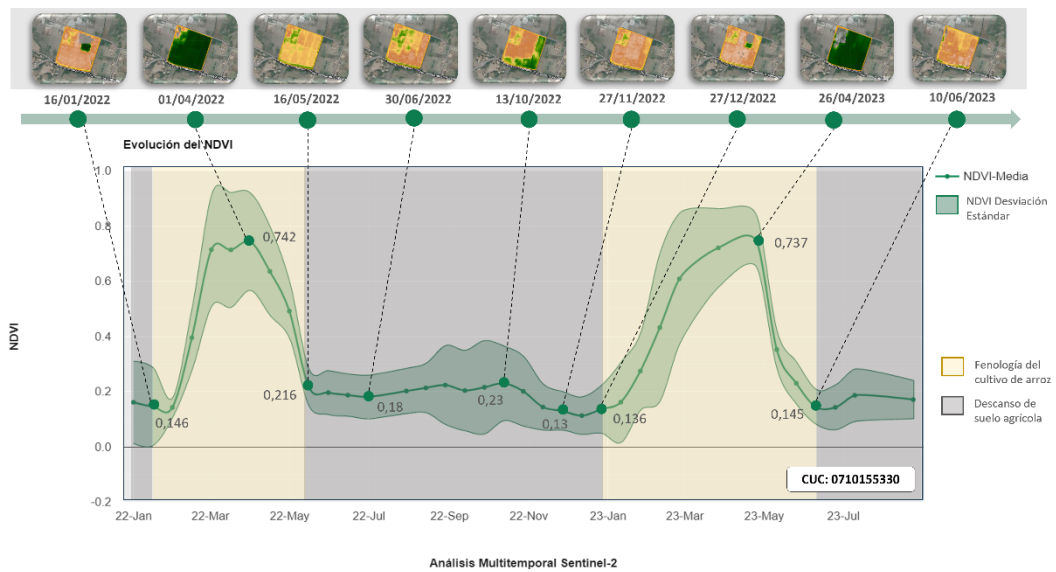 16/01/2022
01/04/2022
16/05/2022
30/06/2022
13/10/2022
27/11/2022
27/12/2022
26/04/2023
10/06/2023
Evolución del NDVI
1.0
0.8
0.6
0.4
0.2
0.0
-0.2
NDVI
0,146
0,742
0,216
0,18
0,23
0,13
0,136
0,737
0,145
CUC: 0710155330
22-Jan
22-Mar
22-May
22-Jul
22-Sep
22-Nov
23-Jan
23-Mar
23-May
23-Jul
NDVI-Media
NDVI Desviación
Estándar
Fenología del
cultivo de arroz
Descanso de
suelo agrícola
Análisis Multitemporal Sentinel-2